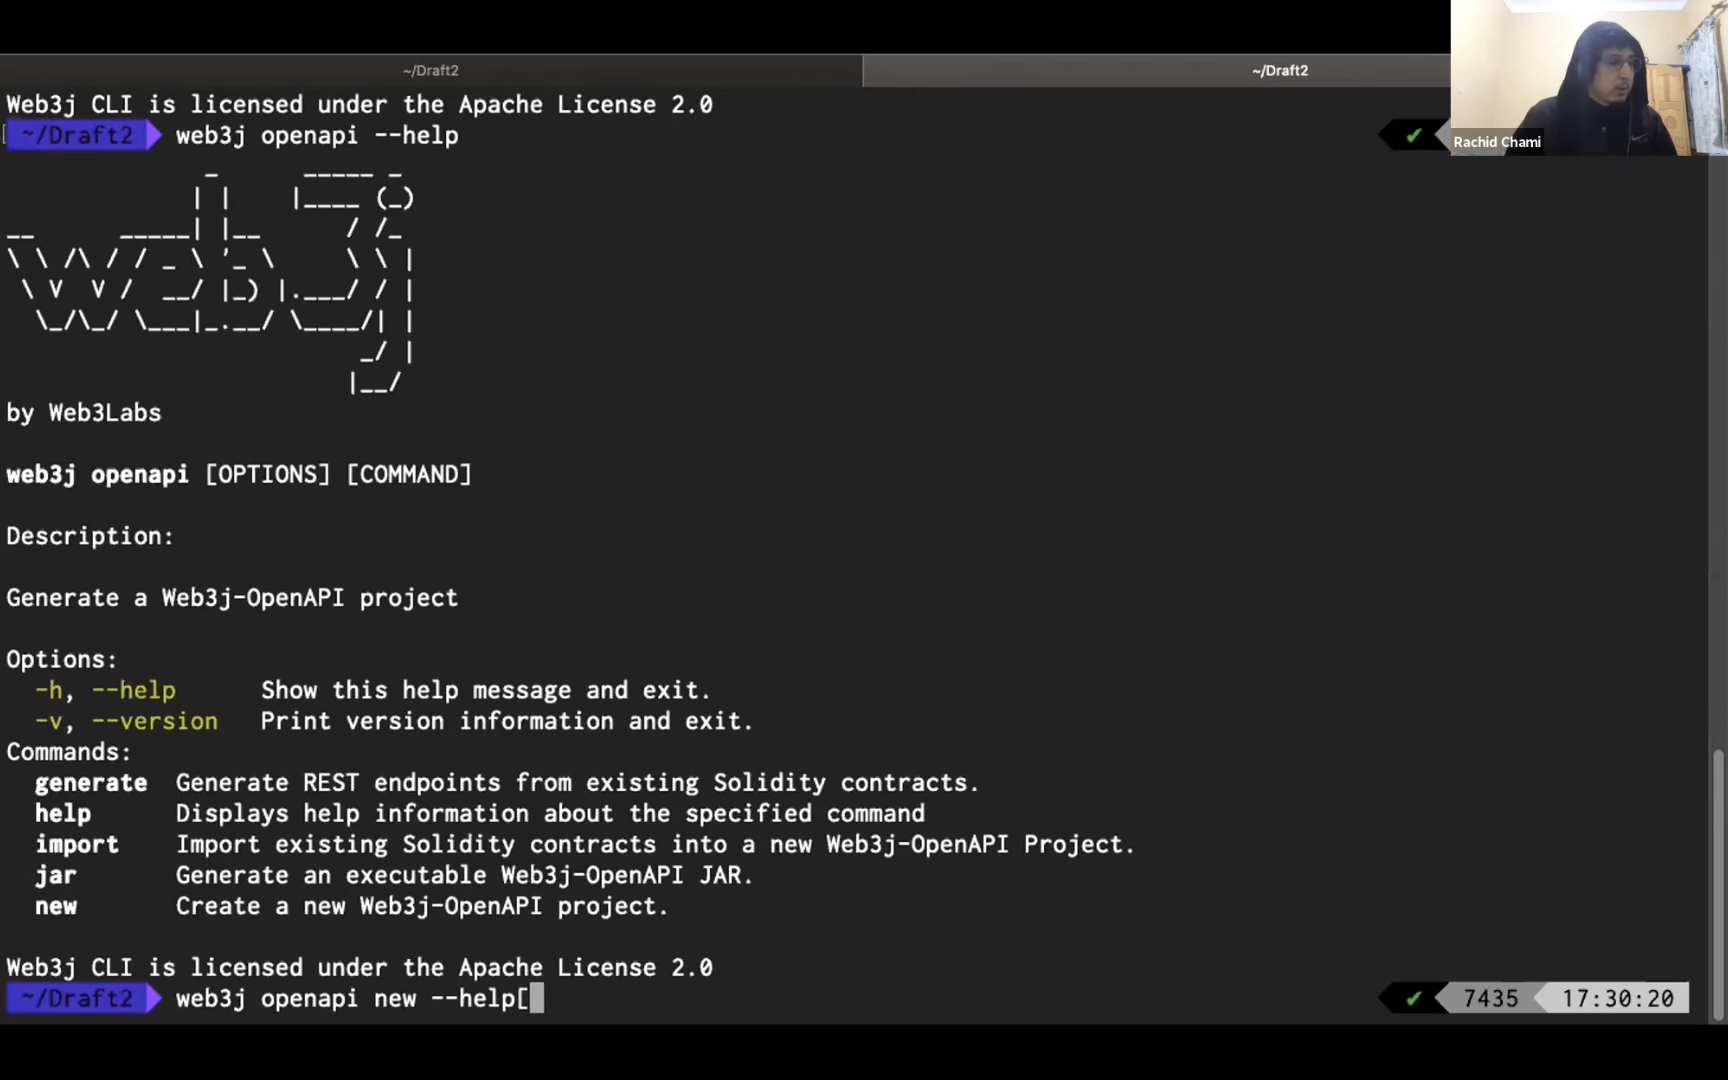 ~/Draft2
~/Draft2
Web3j CLI is licensed under the Apache License 2.0
~/Draft2 web3j openapi --help
✔
Rachid Chami
by Web3Labs
web3j openapi [OPTIONS] [COMMAND]
Description:
Generate a Web3j-OpenAPI project
Options:
-h, --help Show this help message and exit.
-v, --version Print version information and exit.
Commands:
generate Generate REST endpoints from existing Solidity contracts.
help Displays help information about the specified command
import Import existing Solidity contracts into a new Web3j-OpenAPI Project.
jar Generate an executable Web3j-OpenAPI JAR.
new Create a new Web3j-OpenAPI project.
Web3j CLI is licensed under the Apache License 2.0
~/Draft2 web3j openapi new --help[
✔ 7435 17:30:20